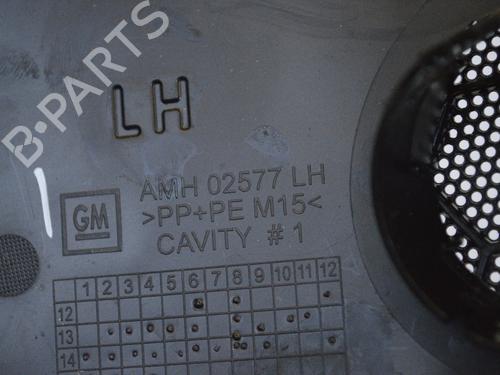 B-PARTS
LH
GM
AMH 02577 LH
>PP+PE M15<
CAVITY # 1
1 2 3 4 5 6 7 8 9 10 11 12
12
13
14